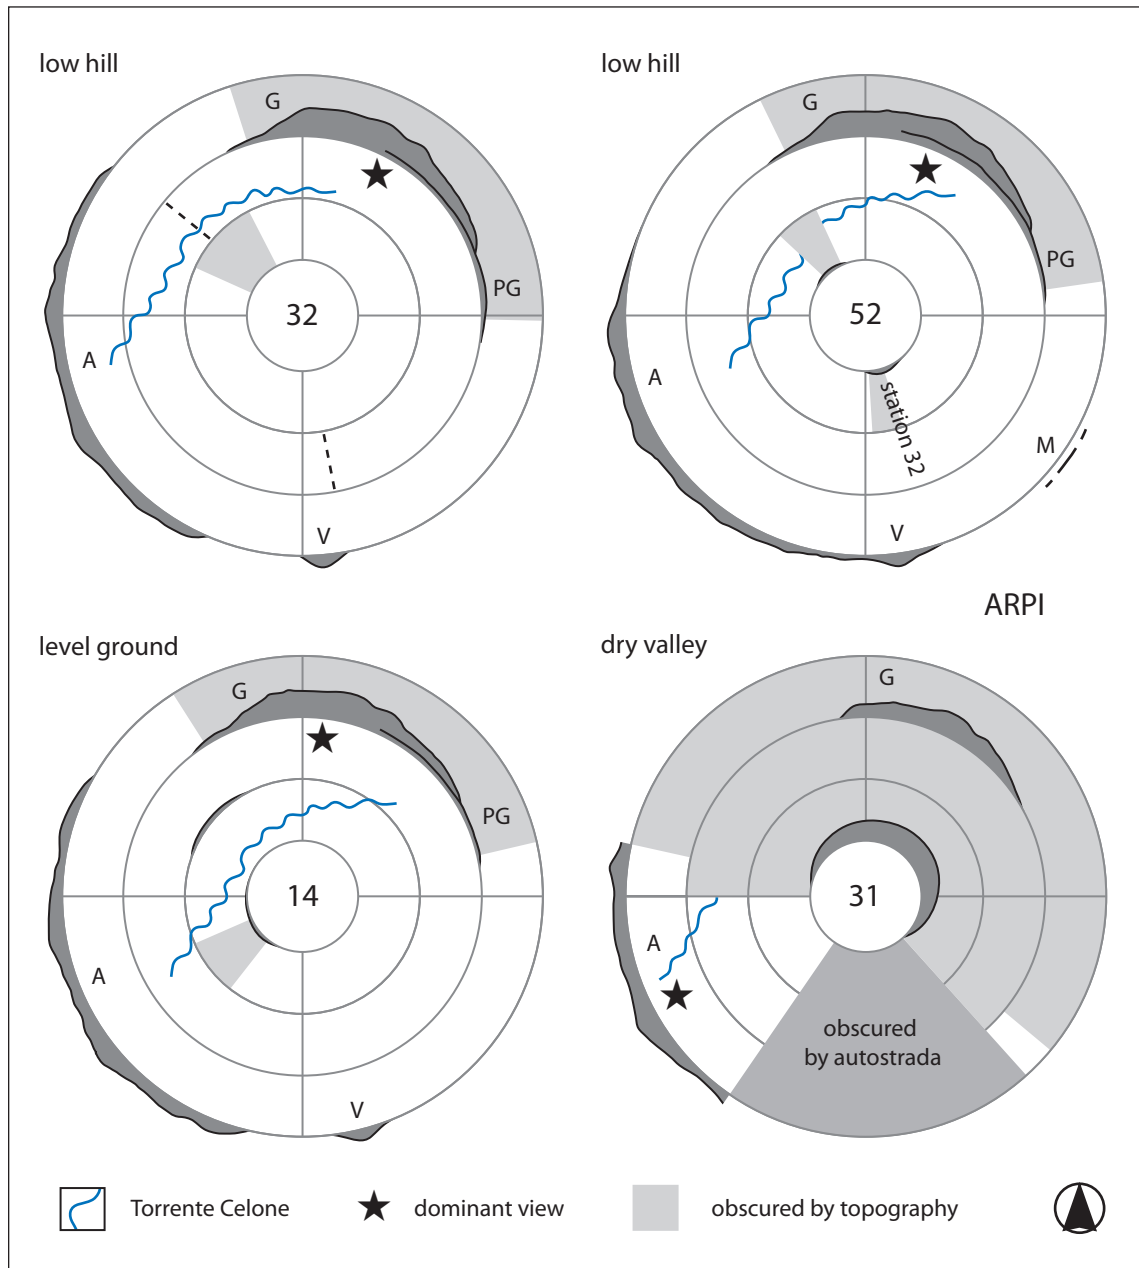 low hill
G
PG
32
A
V
low hill
G
PG
52
A
station 32
M
V
ARPI
level ground
G
PG
14
A
V
dry valley
G
31
A
obscured
by autostrada
Torrente Celone
dominant view
obscured by topography